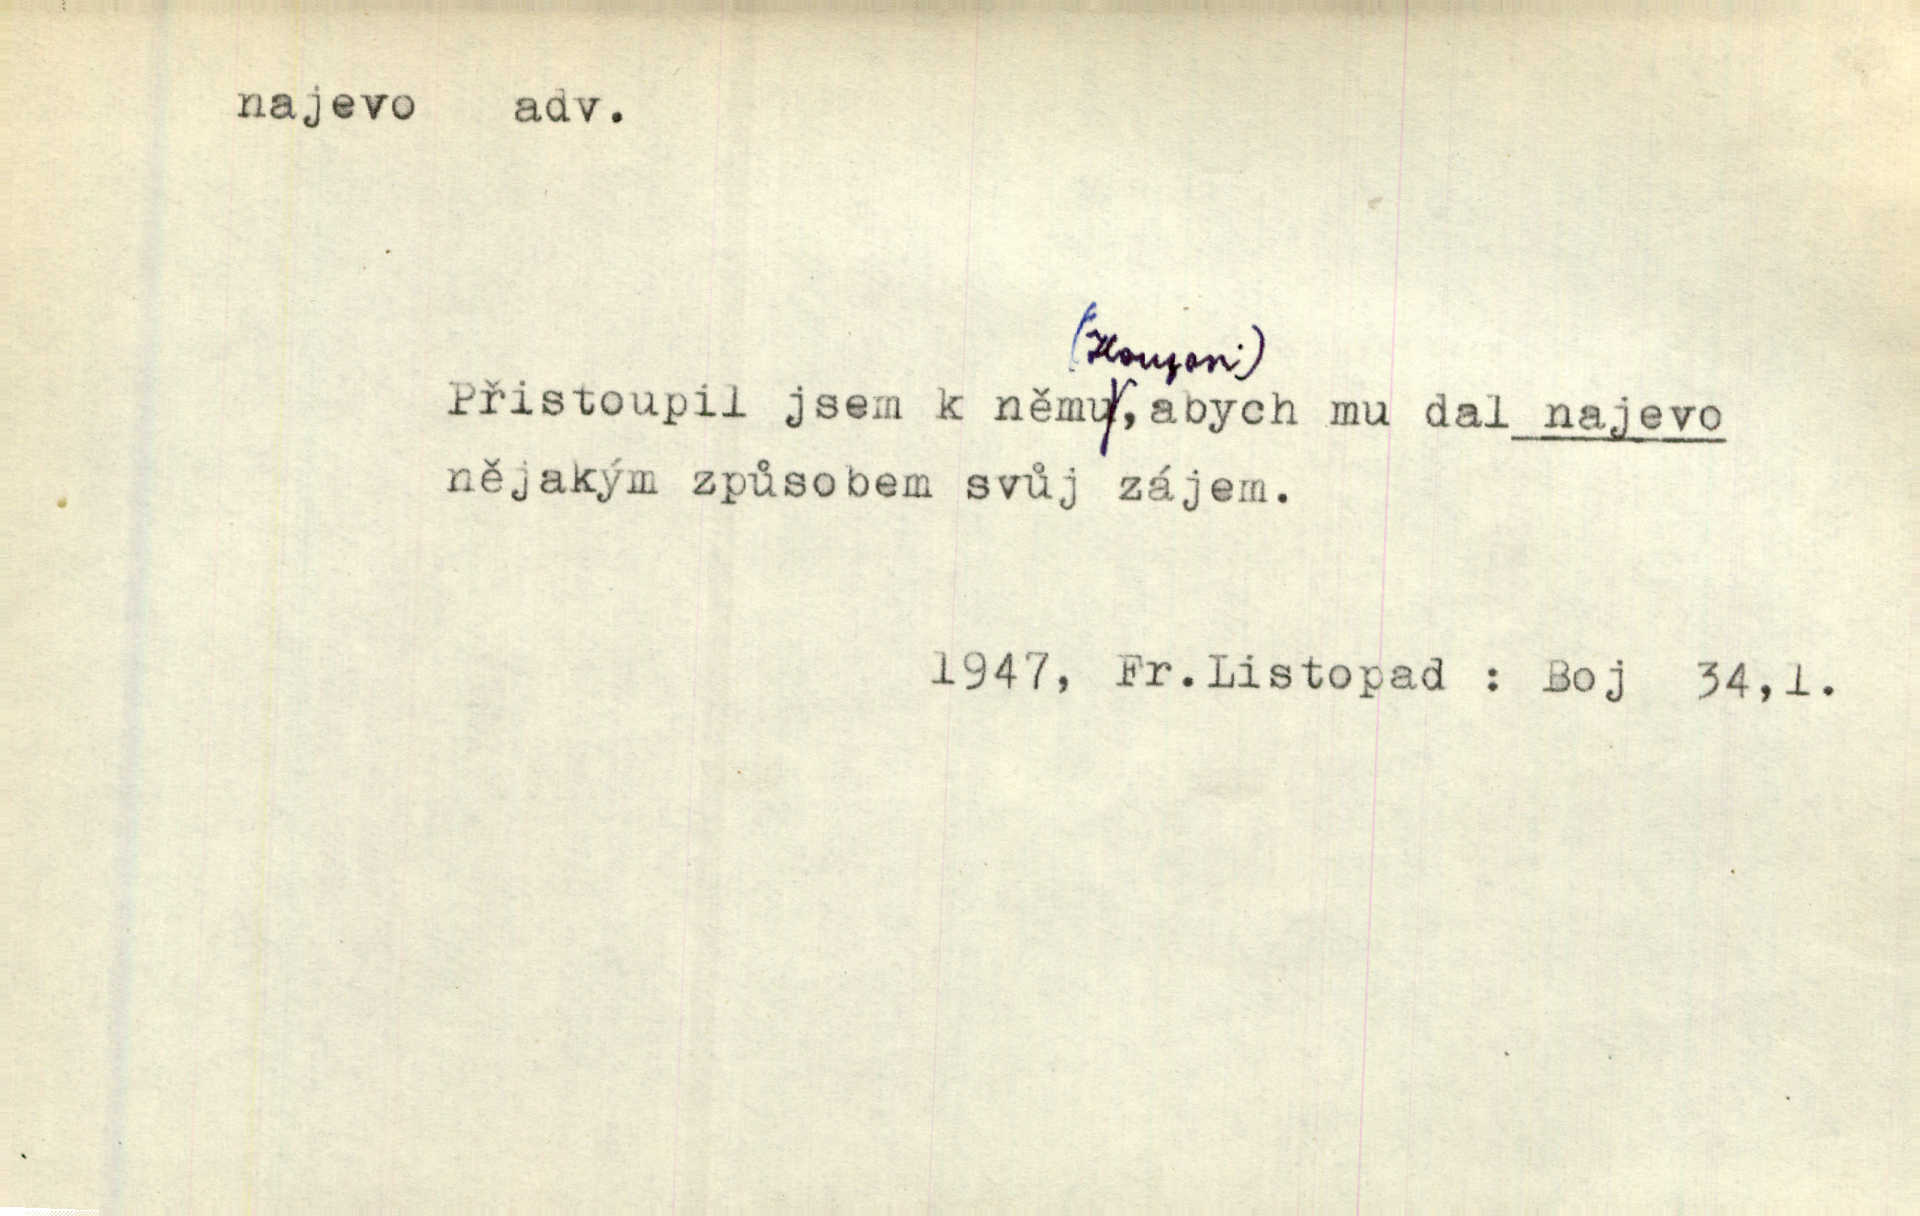 najevo adv.
Přistoupil jsem k němu, abych mu dal najevo
nějakým způsobem svůj zájem.
1947, Fr.Listopad : Boj 34,1.